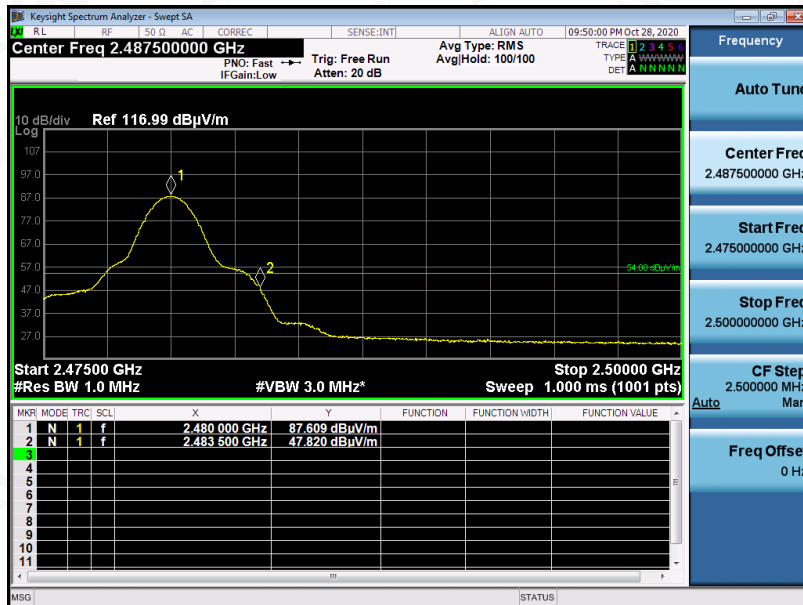 Keysight Spectrum Analyzer - Swept SA
LXI RL RF 50 Ω AC CORREC SENSE:INT ALIGN AUTO 09:50:00 PM Oct 28, 2020
Center Freq 2.487500000 GHz
PNO: Fast
IFGain:Low
Trig: Free Run
Atten: 20 dB
Avg Type: RMS
Avg|Hold: 100/100
TRACE 1 2 3 4 5 6
TYPE A WWWWW
DET A N N N N N
10 dB/div Ref 116.99 dBµV/m
Log
107
97.0
87.0
77.0
67.0
57.0
47.0
37.0
27.0
1
2
54.00 dBµV/m
Start 2.47500 GHz Stop 2.50000 GHz
#Res BW 1.0 MHz #VBW 3.0 MHz* Sweep 1.000 ms (1001 pts)
MKR MODE TRC SCL X Y FUNCTION FUNCTION WIDTH FUNCTION VALUE
1 N 1 f 2.480 000 GHz 87.609 dBµV/m
2 N 1 f 2.483 500 GHz 47.820 dBµV/m
3
4
5
6
7
8
9
10
11
MSG STATUS
Frequency
Auto Tune
Center Freq
2.487500000 GHz
Start Freq
2.475000000 GHz
Stop Freq
2.500000000 GHz
CF Step
2.500000 MHz
Auto Man
Freq Offset
0 Hz